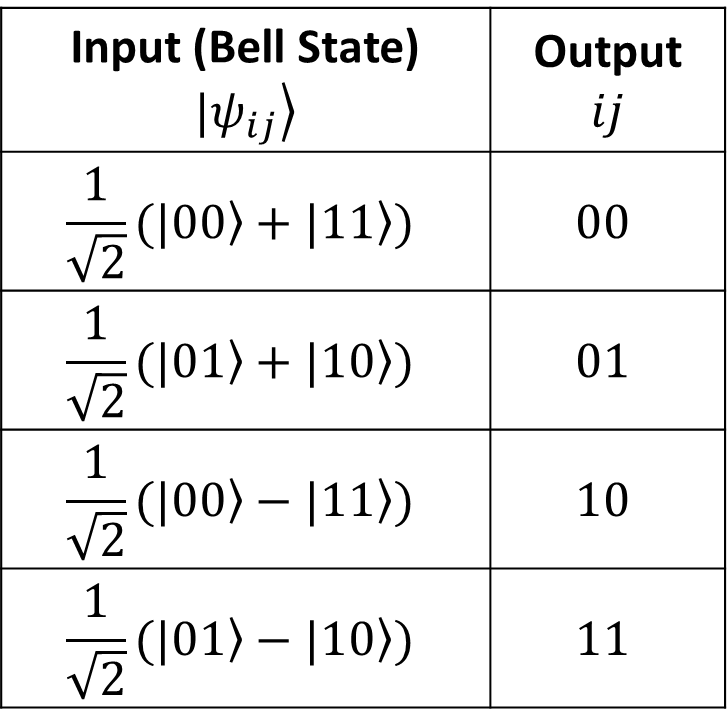 Input (Bell State) Output
|ψij⟩ ij
1/√2 (|00⟩ + |11⟩) 00
1/√2 (|01⟩ + |10⟩) 01
1/√2 (|00⟩ − |11⟩) 10
1/√2 (|01⟩ − |10⟩) 11